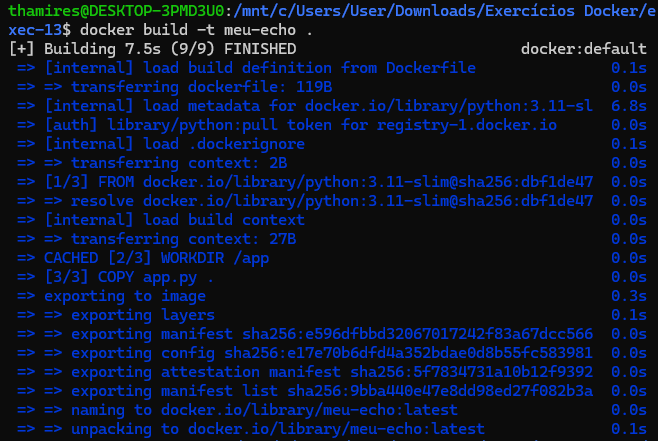 thamires@DESKTOP-3PMD3U0:/mnt/c/Users/User/Downloads/Exercícios Docker/e
xec-13$ docker build -t meu-echo .
[+] Building 7.5s (9/9) FINISHED docker:default
=> [internal] load build definition from Dockerfile 0.1s
=> => transferring dockerfile: 119B 0.0s
=> [internal] load metadata for docker.io/library/python:3.11-sl 6.8s
=> [auth] library/python:pull token for registry-1.docker.io 0.0s
=> [internal] load .dockerignore 0.1s
=> => transferring context: 2B 0.0s
=> [1/3] FROM docker.io/library/python:3.11-slim@sha256:dbf1de47 0.0s
=> => resolve docker.io/library/python:3.11-slim@sha256:dbf1de47 0.0s
=> [internal] load build context 0.0s
=> => transferring context: 27B 0.0s
=> CACHED [2/3] WORKDIR /app 0.0s
=> [3/3] COPY app.py . 0.0s
=> exporting to image 0.3s
=> => exporting layers 0.1s
=> => exporting manifest sha256:e596dfbbd32067017242f83a67dcc566 0.0s
=> => exporting config sha256:e17e70b6dfd4a352bdae0d8b55fc583981 0.0s
=> => exporting attestation manifest sha256:5f7834731a10b12f9392 0.0s
=> => exporting manifest list sha256:9bba440e47e8dd98ed27f082b3a 0.0s
=> => naming to docker.io/library/meu-echo:latest 0.0s
=> => unpacking to docker.io/library/meu-echo:latest 0.1s